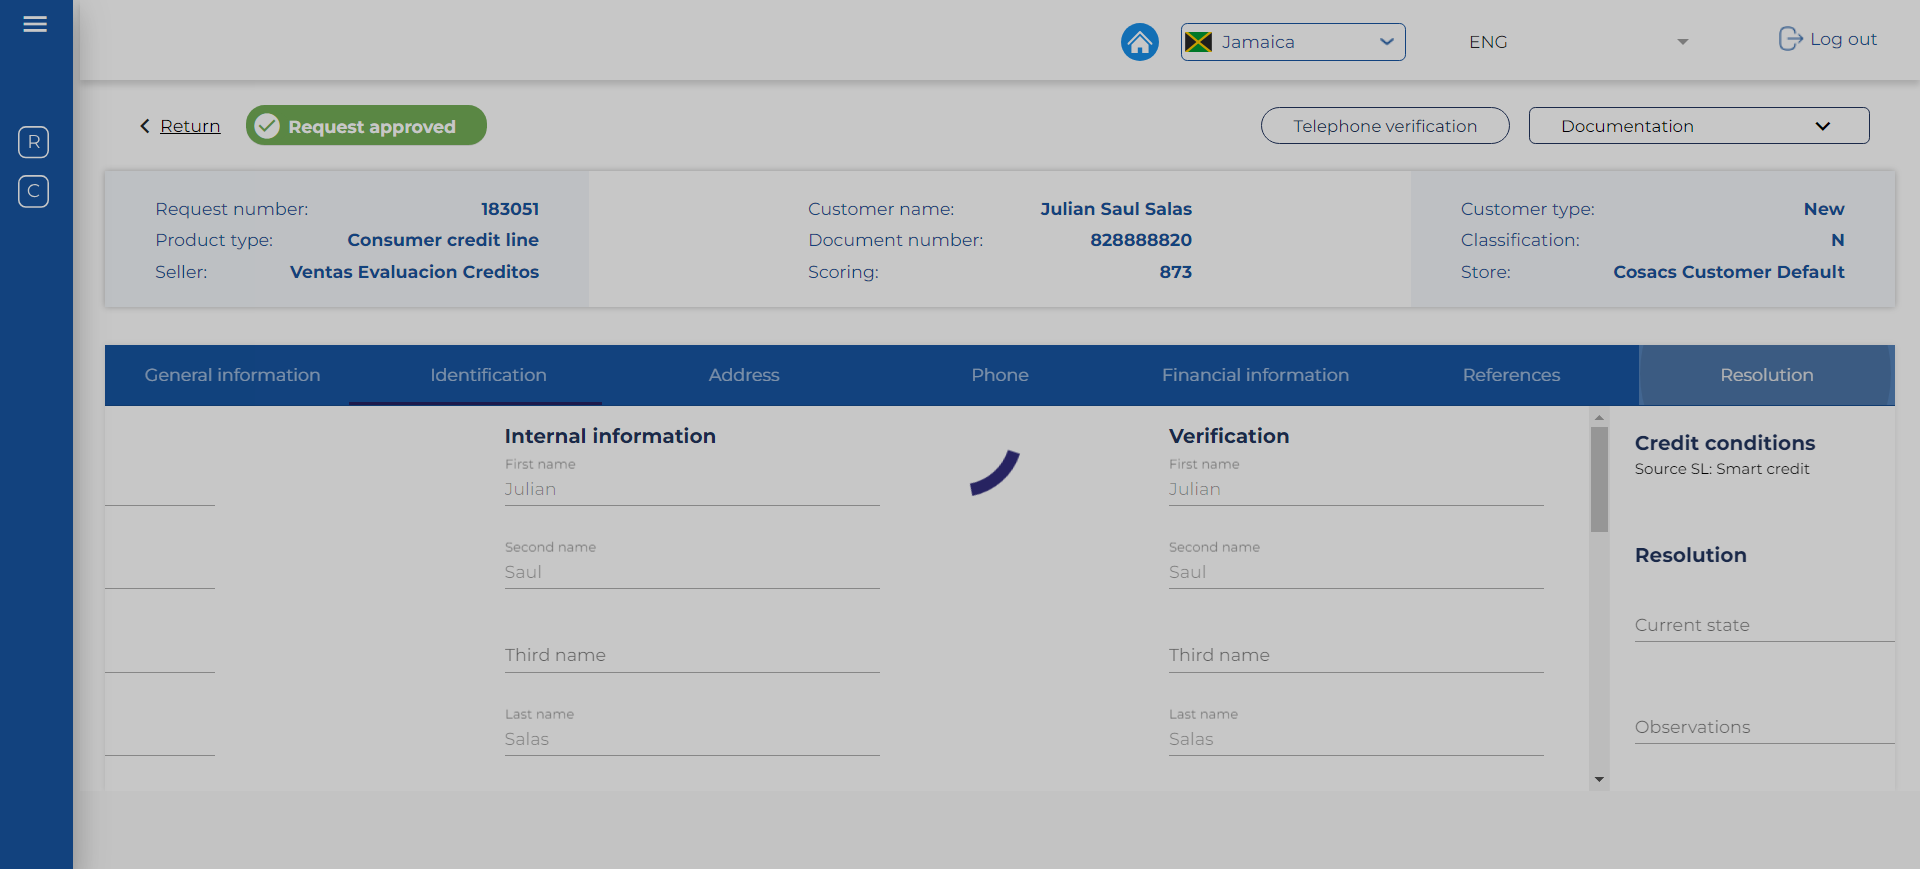 Jamaica
ENG
Log out
Return
Request approved
Telephone verification
Documentation
R
C
Request number: 183051
Product type: Consumer credit line
Seller: Ventas Evaluacion Creditos
Customer name: Julian Saul Salas
Document number: 828888820
Scoring: 873
Customer type: New
Classification: N
Store: Cosacs Customer Default
General information
Identification
Address
Phone
Financial information
References
Resolution
Internal information
First name
Julian
Second name
Saul
Third name
Last name
Salas
Verification
First name
Julian
Second name
Saul
Third name
Last name
Salas
Credit conditions
Source SL: Smart credit
Resolution
Current state
Observations